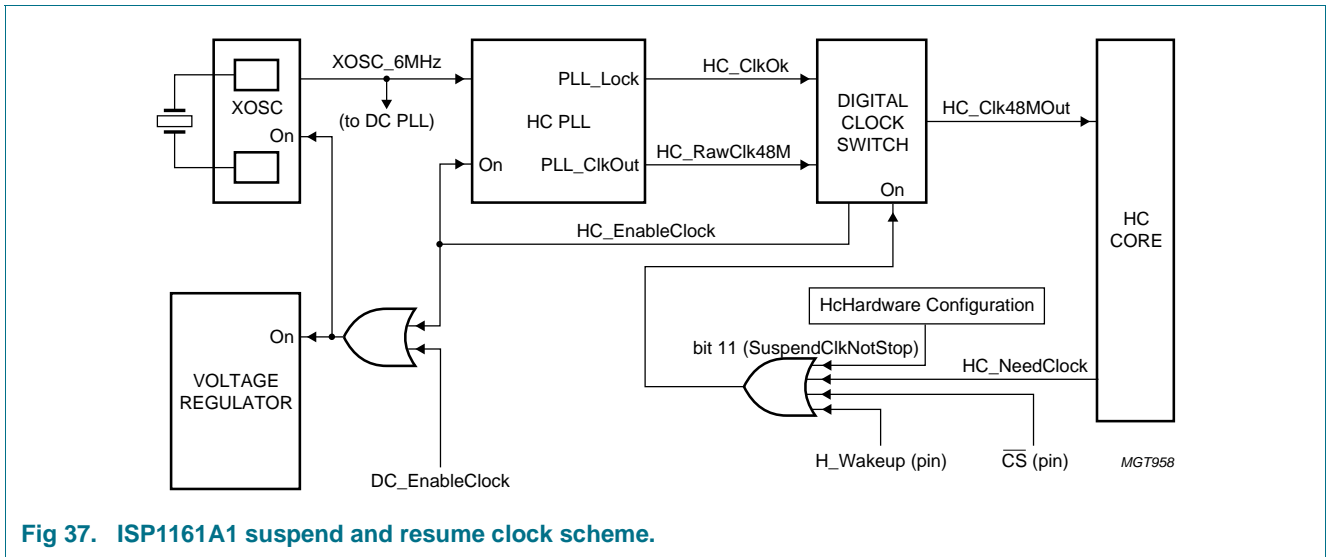 XOSC_6MHz
XOSC
On
(to DC PLL)
PLL_Lock
HC PLL
On
PLL_ClkOut
HC_ClkOk
HC_RawClk48M
DIGITAL
CLOCK
SWITCH
On
HC_Clk48MOut
HC
CORE
HC_EnableClock
HcHardware Configuration
On
VOLTAGE
REGULATOR
bit 11 (SuspendClkNotStop)
HC_NeedClock
DC_EnableClock
H_Wakeup (pin)
C̅S̅ (pin)
MGT958
Fig 37. ISP1161A1 suspend and resume clock scheme.